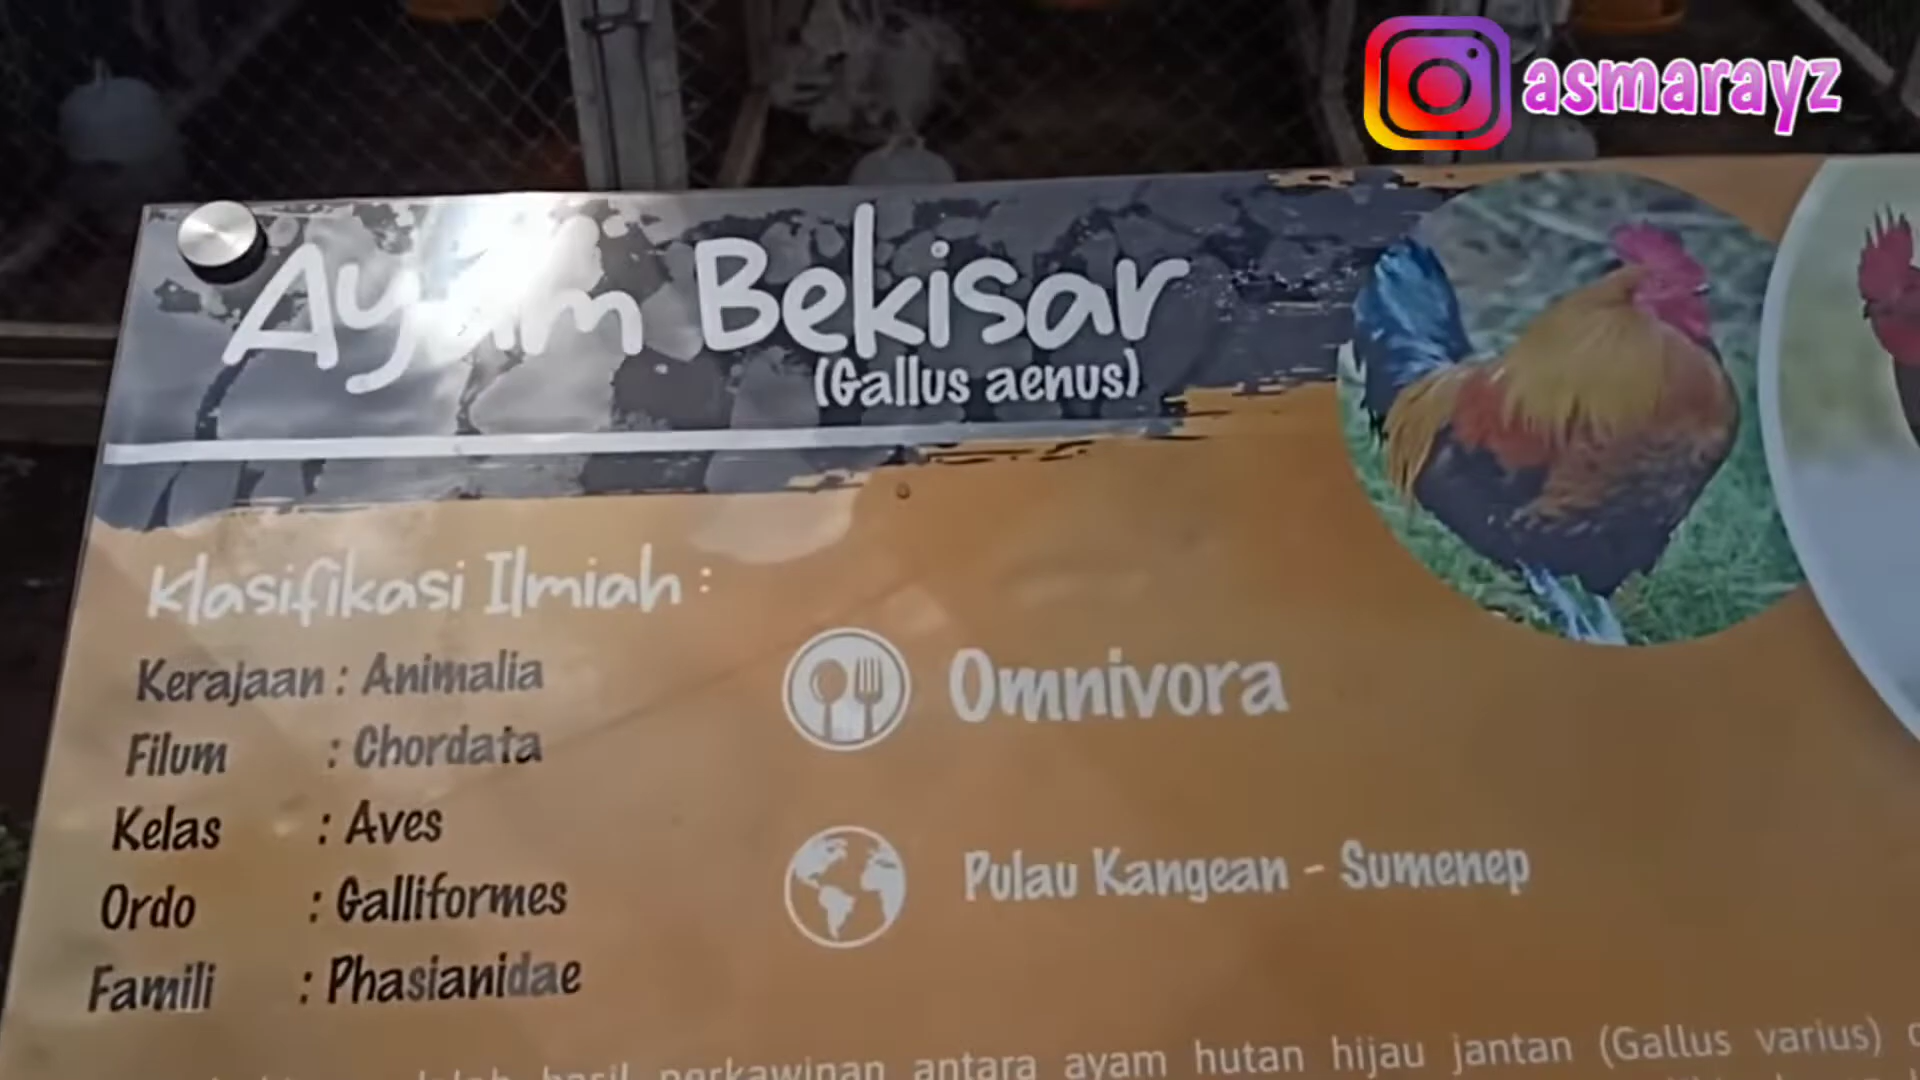 asmarayz
Ayam Bekisar
(Gallus aenus)
Klasifikasi Ilmiah :
Kerajaan : Animalia
Filum : Chordata
Kelas : Aves
Ordo : Galliformes
Famili : Phasianidae
Omnivora
Pulau Kangean - Sumenep
hasil perkawinan antara ayam hutan hijau jantan (Gallus varius)